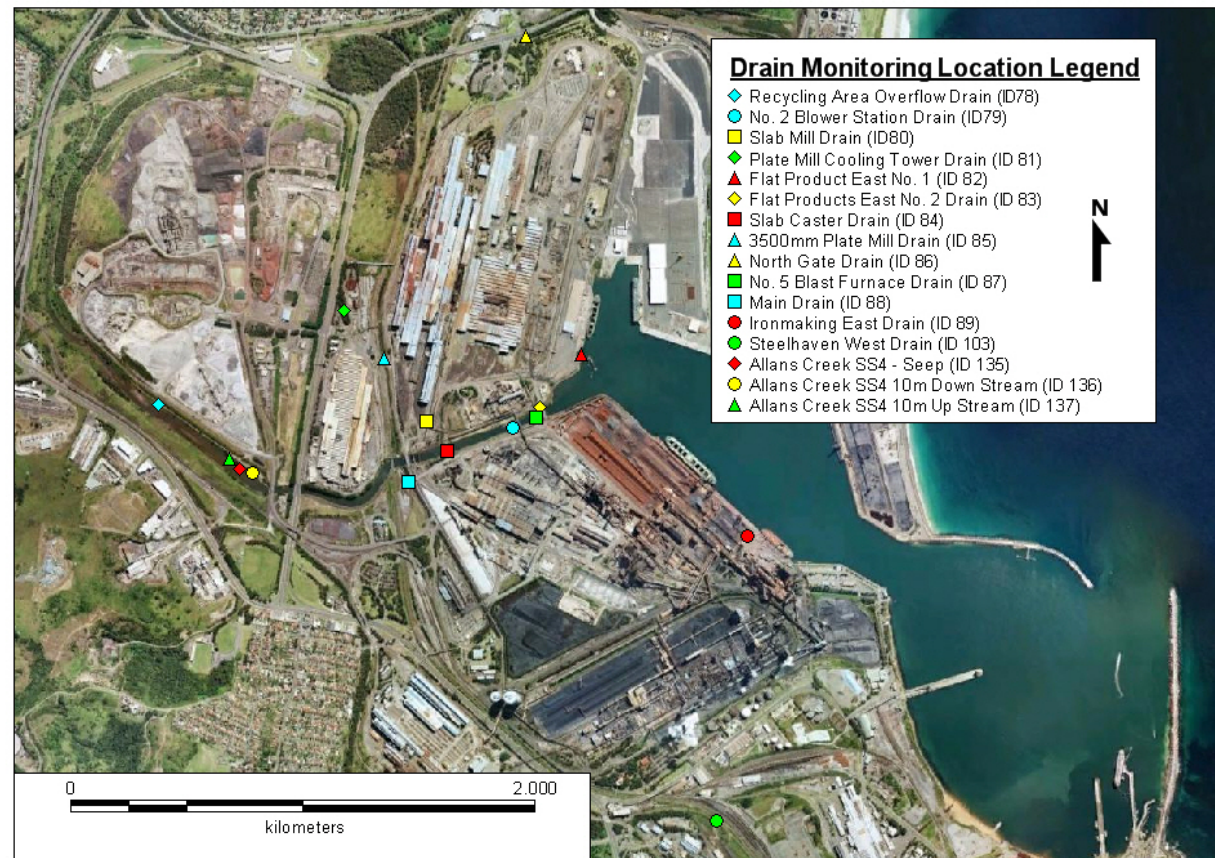 Drain Monitoring Location Legend
Recycling Area Overflow Drain (ID78)
No. 2 Blower Station Drain (ID79)
Slab Mill Drain (ID80)
Plate Mill Cooling Tower Drain (ID 81)
Flat Product East No. 1 (ID 82)
Flat Products East No. 2 Drain (ID 83)
Slab Caster Drain (ID 84)
3500mm Plate Mill Drain (ID 85)
North Gate Drain (ID 86)
No. 5 Blast Furnace Drain (ID 87)
Main Drain (ID 88)
Ironmaking East Drain (ID 89)
Steelhaven West Drain (ID 103)
Allans Creek SS4 - Seep (ID 135)
Allans Creek SS4 10m Down Stream (ID 136)
Allans Creek SS4 10m Up Stream (ID 137)
N
0 2.000
kilometers